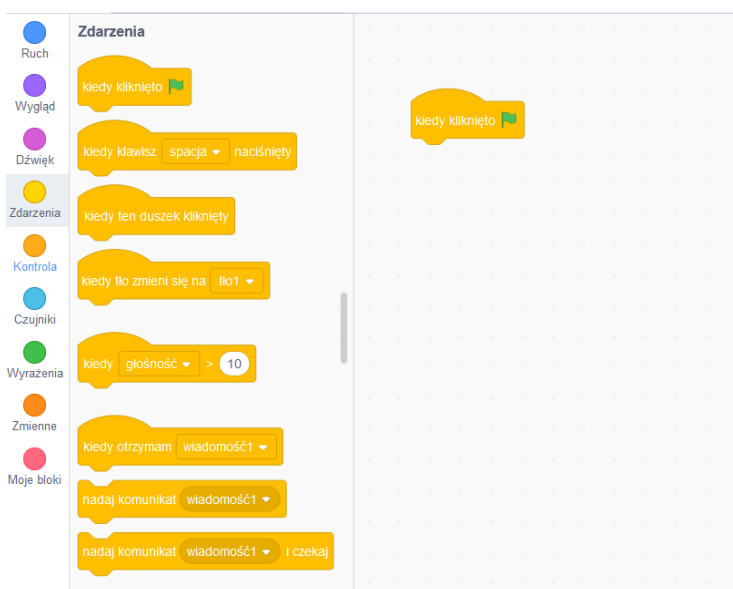 Ruch
Wygląd
Dźwięk
Zdarzenia
Kontrola
Czujniki
Wyrażenia
Zmienne
Moje bloki
Zdarzenia
kiedy kliknięto
kiedy klawisz spacja naciśnięty
kiedy ten duszek kliknięty
kiedy tło zmieni się na tło1
kiedy głośność > 10
kiedy otrzymam wiadomość1
nadaj komunikat wiadomość1
nadaj komunikat wiadomość1 i czekaj
kiedy kliknięto